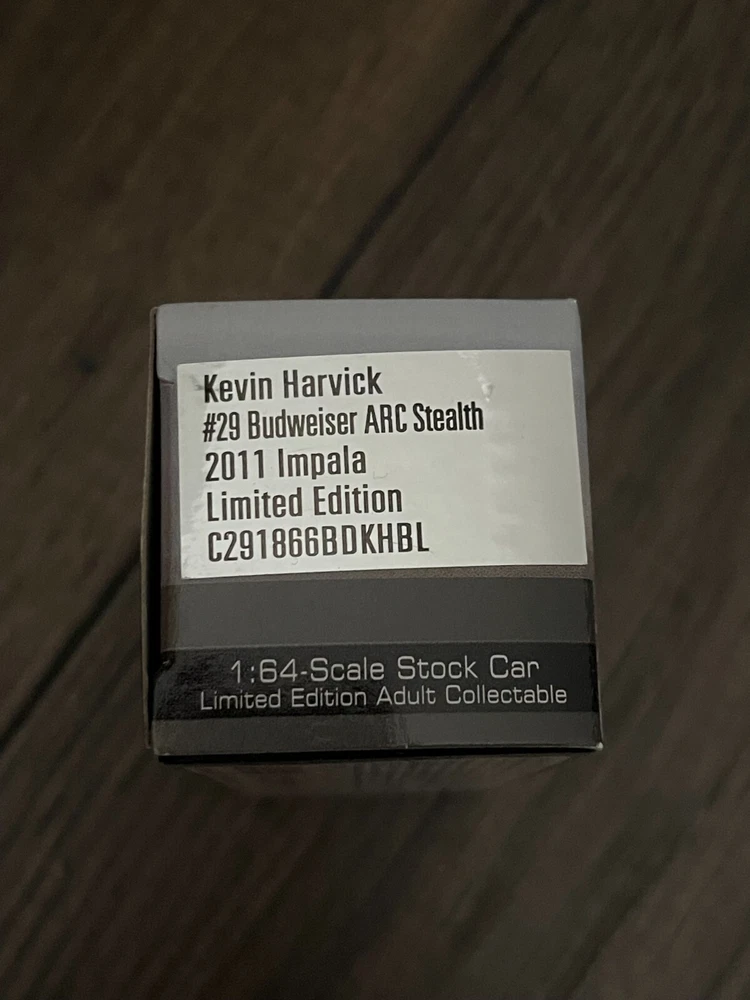 Kevin Harvick
#29 Budweiser ARC Stealth
2011 Impala
Limited Edition
C291866BDKHBL
1:64-Scale Stock Car
Limited Edition Adult Collectable